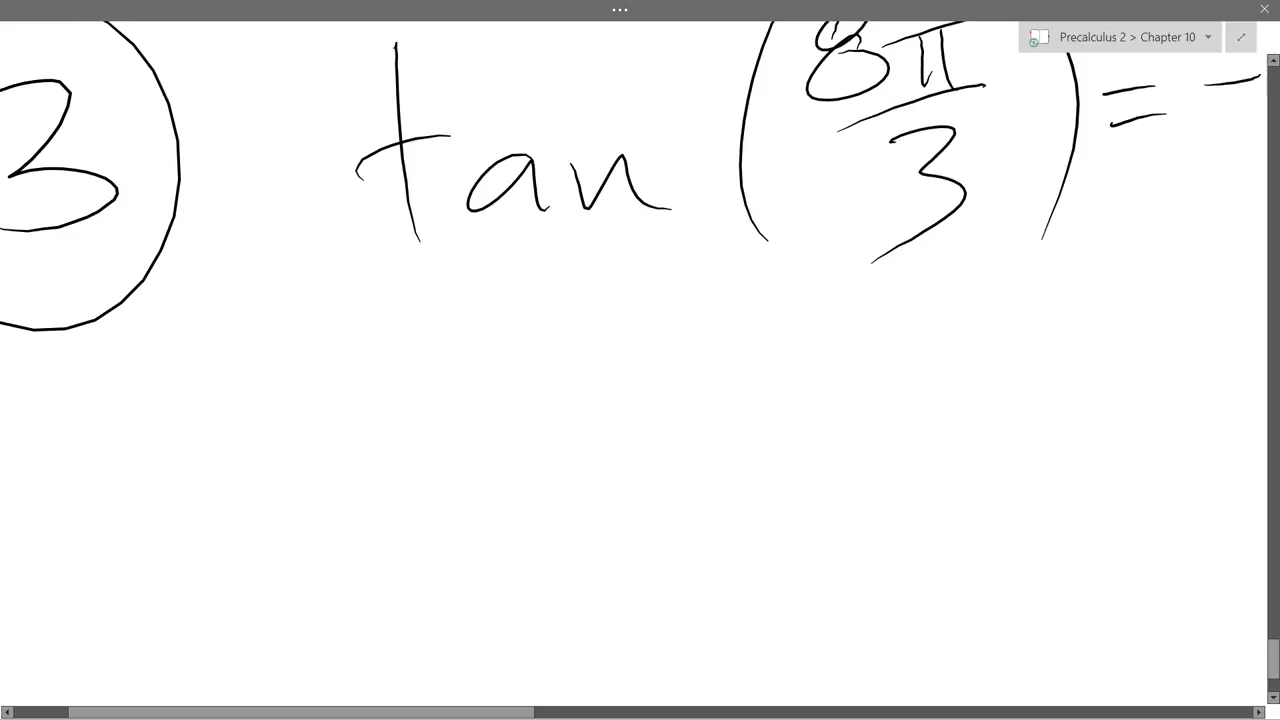 Precalculus 2 > Chapter 10
3 tan(8π/3) = -